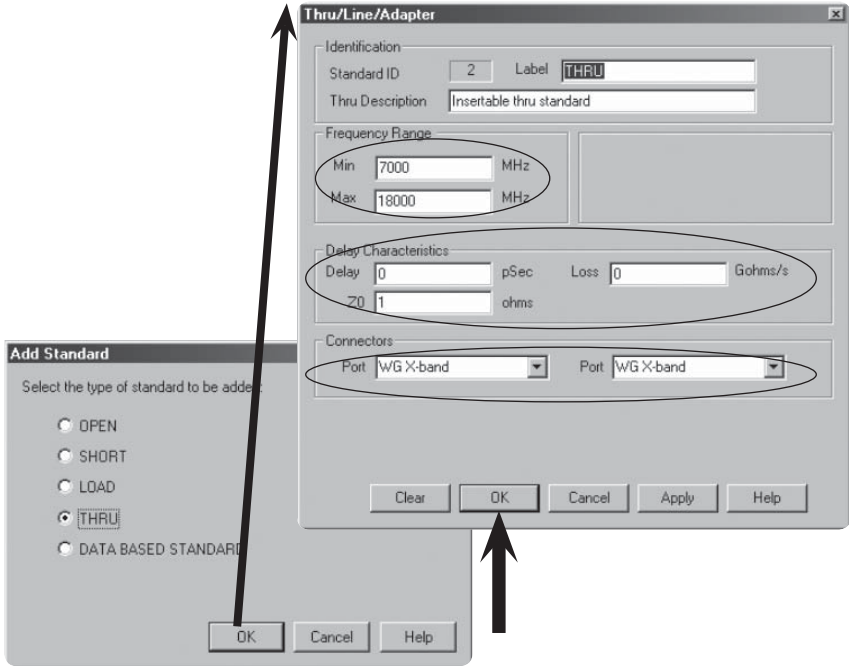 Thru/Line/Adapter
Identification
Standard ID 2 Label THRU
Thru Description Insertable thru standard
Frequency Range
Min 7000 MHz
Max 18000 MHz
Delay Characteristics
Delay 0 pSec Loss 0 Gohms/s
Z0 1 ohms
Connectors
Port WG X-band Port WG X-band
Clear OK Cancel Apply Help
Add Standard
Select the type of standard to be added:
OPEN
SHORT
LOAD
THRU
DATA BASED STANDARD
OK Cancel Help